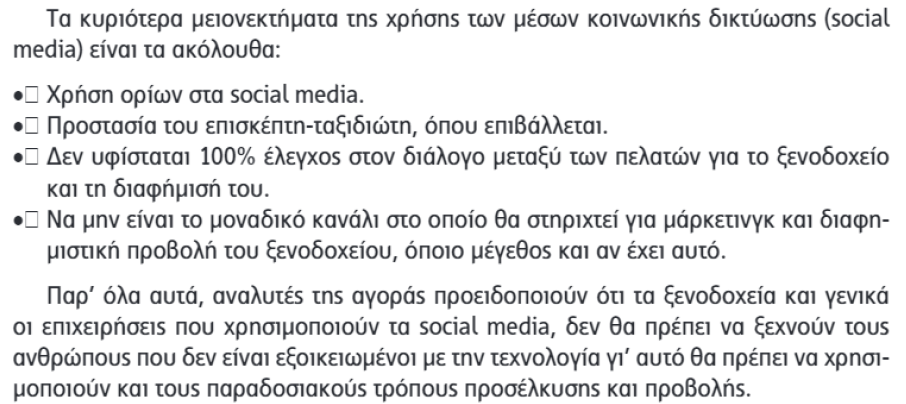 Τα κυριότερα μειονεκτήματα της χρήσης των μέσων κοινωνικής δικτύωσης (social
media) είναι τα ακόλουθα:
•□ Χρήση ορίων στα social media.
•□ Προστασία του επισκέπτη-ταξιδιώτη, όπου επιβάλλεται.
•□ Δεν υφίσταται 100% έλεγχος στον διάλογο μεταξύ των πελατών για το ξενοδοχείο
και τη διαφήμισή του.
•□ Να μην είναι το μοναδικό κανάλι στο οποίο θα στηριχτεί για μάρκετινγκ και διαφη-
μιστική προβολή του ξενοδοχείου, όποιο μέγεθος και αν έχει αυτό.
Παρ’ όλα αυτά, αναλυτές της αγοράς προειδοποιούν ότι τα ξενοδοχεία και γενικά
οι επιχειρήσεις που χρησιμοποιούν τα social media, δεν θα πρέπει να ξεχνούν τους
ανθρώπους που δεν είναι εξοικειωμένοι με την τεχνολογία γι’ αυτό θα πρέπει να χρησι-
μοποιούν και τους παραδοσιακούς τρόπους προσέλκυσης και προβολής.